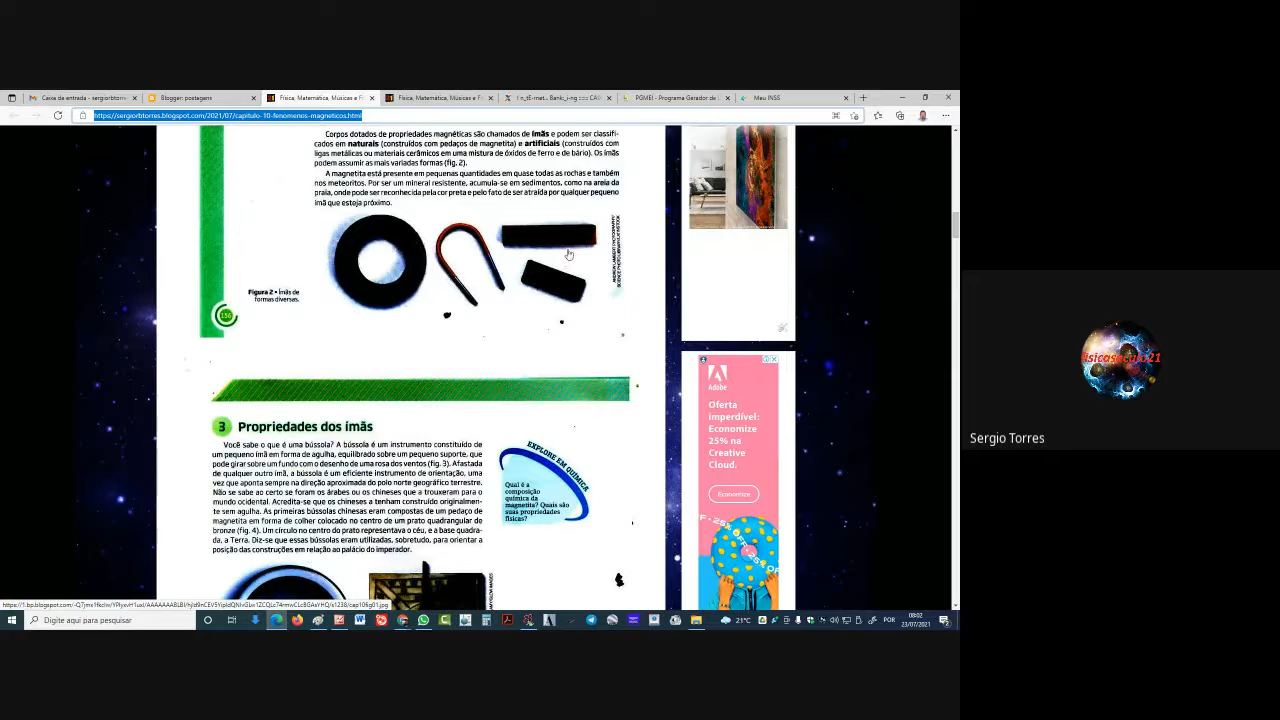 Caixa da entrada - sergiorbtorres
Blogger: postagens
Física, Matemática, Músicas e F
Física, Matemática, Músicas e F
PGMEI - Programa Gerador de
Meu INSS
https://sergiorbtorres.blogspot.com/2021/07/capitulo-10-fenomenos-magneticos.html
Corpos dotados de propriedades magnéticas são chamados de ímãs e podem ser classifi-
cados em naturais (construídos com pedaços de magnetita) e artificiais (construídos com
ligas metálicas ou materiais cerâmicos em uma mistura de óxidos de ferro e de bário). Os ímãs
podem assumir as mais variadas formas (fig. 2).
A magnetita está presente em pequenas quantidades em quase todas as rochas e também
nos meteoritos. Por ser um mineral resistente, acumula-se em sedimentos, como na areia da
praia, onde pode ser reconhecida pela cor preta e pelo fato de ser atraída por qualquer pequeno
ímã que esteja próximo.
Figura 2 • Ímãs de
formas diversas.
156
3 Propriedades dos ímãs
Você sabe o que é uma bússola? A bússola é um instrumento constituído de
um pequeno ímã em forma de agulha, equilibrado sobre um pequeno suporte, que
pode girar sobre um fundo com o desenho de uma rosa dos ventos (fig. 3). Afastada
de qualquer outro ímã, a bússola é um eficiente instrumento de orientação, uma
vez que aponta sempre na direção aproximada do polo norte geográfico terrestre.
Não se sabe ao certo se foram os árabes ou os chineses que a trouxeram para o
mundo ocidental. Acredita-se que os chineses a tenham construído originalmen-
te sem agulha. As primeiras bússolas chinesas eram compostas de um pedaço de
magnetita em forma de colher colocado no centro de um prato quadrangular de
bronze (fig. 4). Um círculo no centro do prato representava o céu, e a base quadra-
da, a Terra. Diz-se que essas bússolas eram utilizadas, sobretudo, para orientar a
posição das construções em relação ao palácio do imperador.
EXPLORE EM QUÍMICA
Qual é a
composição
química da
magnetita? Quais são
suas propriedades
físicas?
Adobe
Oferta
imperdível:
Economize
25% na
Creative
Cloud.
Economize
Digite aqui para pesquisar
21°C
POR
08:02
23/07/2021
fisicaseculo21
Sergio Torres